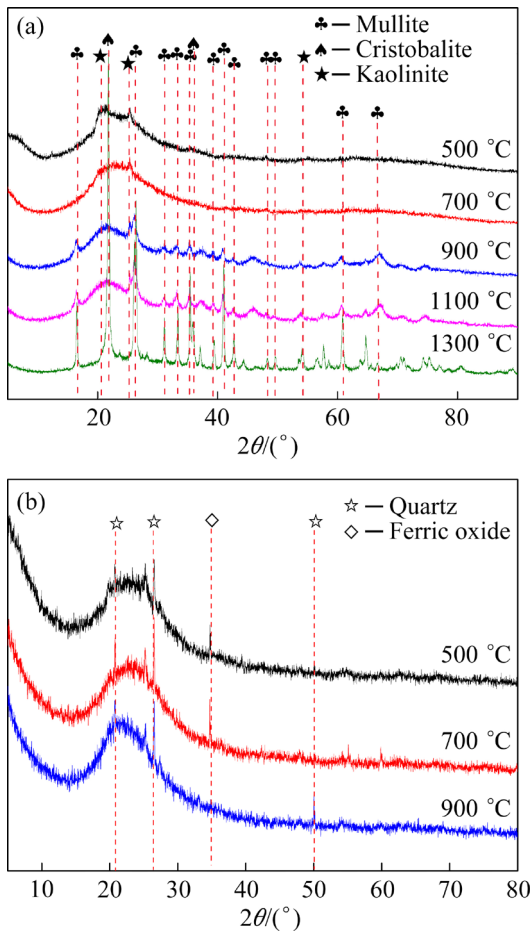 (a)
♣ — Mullite
♠ — Cristobalite
★ — Kaolinite
500 °C
700 °C
900 °C
1100 °C
1300 °C
20 40 60 80
2θ/(°)
(b)
☆ — Quartz
◇ — Ferric oxide
500 °C
700 °C
900 °C
10 20 30 40 50 60 70 80
2θ/(°)